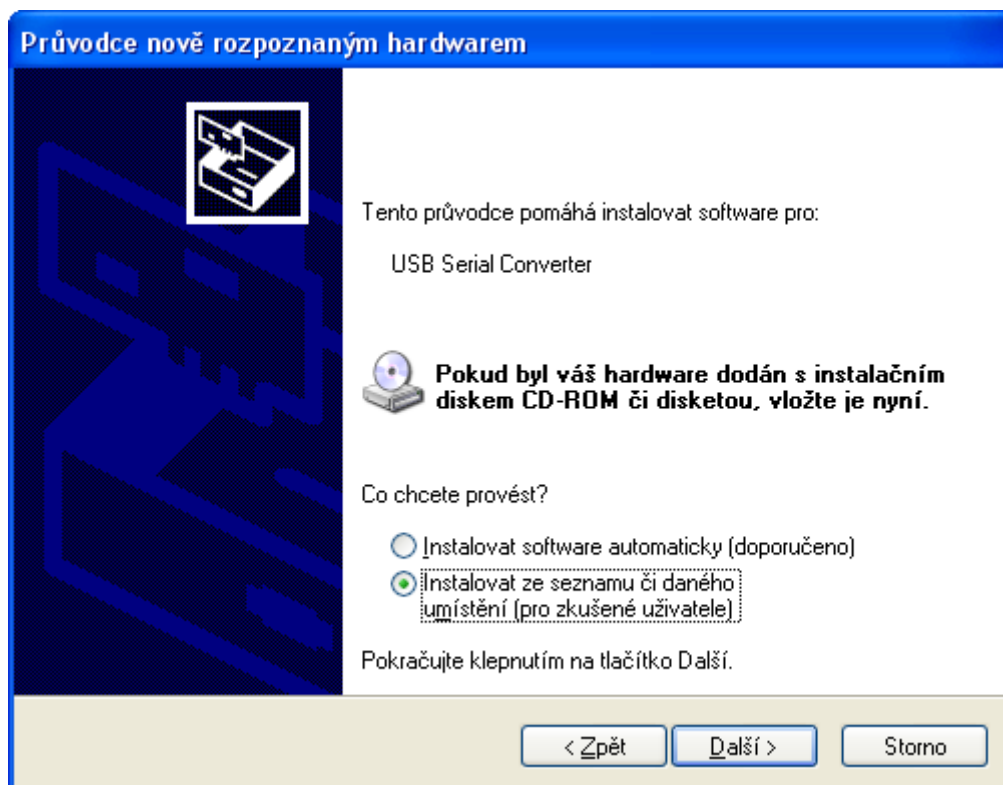 Průvodce nově rozpoznaným hardwarem
Tento průvodce pomáhá instalovat software pro:
USB Serial Converter
Pokud byl váš hardware dodán s instalačním
diskem CD-ROM či disketou, vložte je nyní.
Co chcete provést?
Instalovat software automaticky (doporučeno)
Instalovat ze seznamu či daného
umístění (pro zkušené uživatele)
Pokračujte klepnutím na tlačítko Další.
< Zpět
Další >
Storno